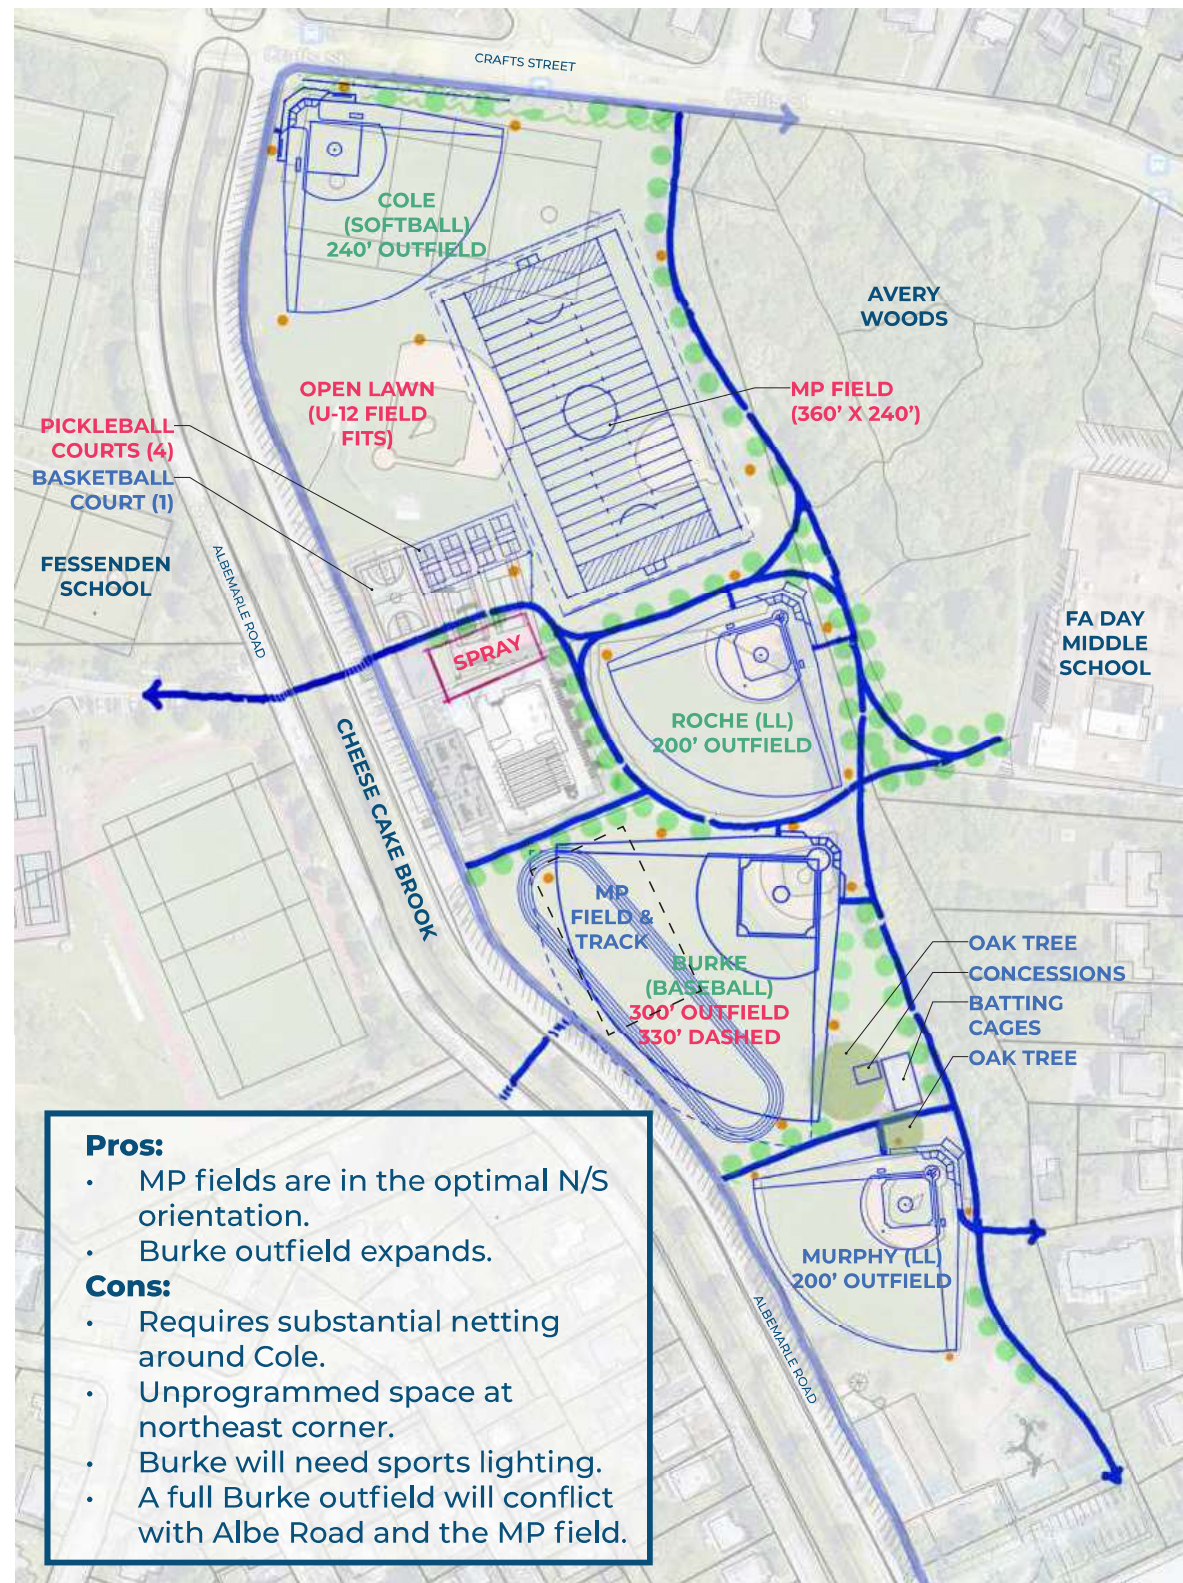 CRAFTS STREET
Crafts St
Crafts St
COLE
(SOFTBALL)
240' OUTFIELD
AVERY
WOODS
OPEN LAWN
(U-12 FIELD
FITS)
MP FIELD
(360' X 240')
PICKLEBALL
COURTS (4)
BASKETBALL
COURT (1)
FESSENDEN
SCHOOL
ALBEMARLE ROAD
FA DAY
MIDDLE
SCHOOL
SPRAY
ROCHE (LL)
200' OUTFIELD
CHEESE CAKE BROOK
MP
FIELD &
TRACK
BURKE
(BASEBALL)
300' OUTFIELD
330' DASHED
OAK TREE
CONCESSIONS
BATTING
CAGES
OAK TREE
MURPHY (LL)
200' OUTFIELD
ALBEMARLE ROAD
Pros:
• MP fields are in the optimal N/S
orientation.
• Burke outfield expands.
Cons:
• Requires substantial netting
around Cole.
• Unprogrammed space at
northeast corner.
• Burke will need sports lighting.
• A full Burke outfield will conflict
with Albe Road and the MP field.